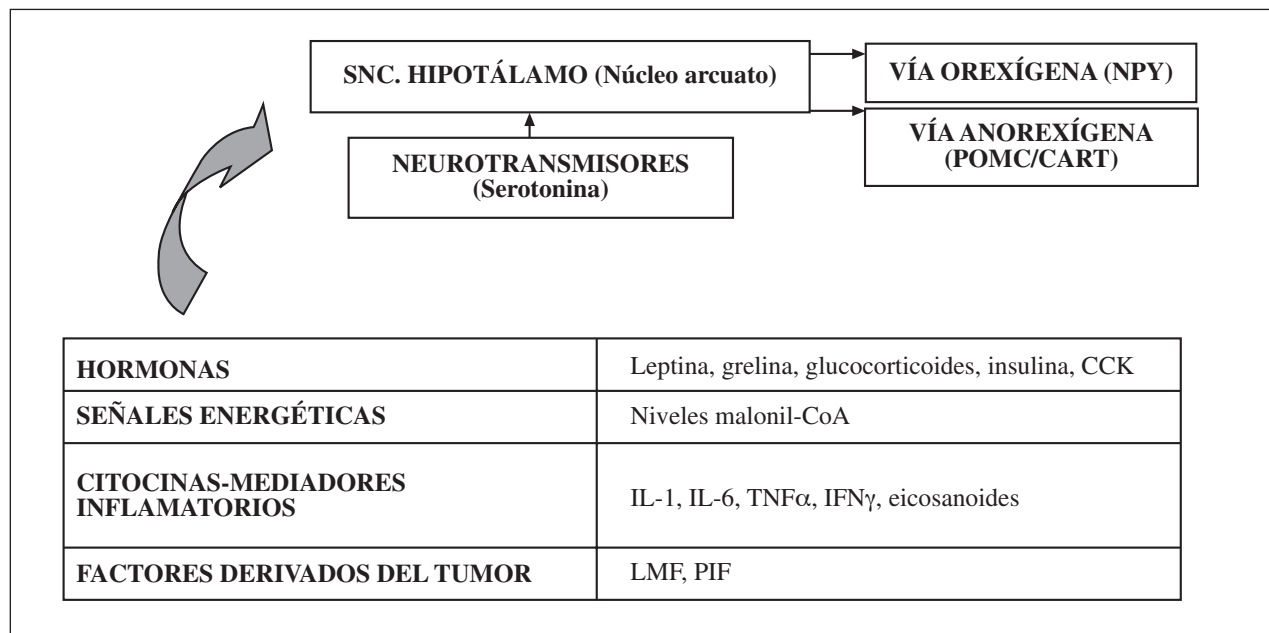 SNC. HIPOTÁLAMO (Núcleo arcuato)
VÍA OREXÍGENA (NPY)
VÍA ANOREXÍGENA
(POMC/CART)
NEUROTRANSMISORES
(Serotonina)
HORMONAS
Leptina, grelina, glucocorticoides, insulina, CCK
SEÑALES ENERGÉTICAS
Niveles malonil-CoA
CITOCINAS-MEDIADORES
INFLAMATORIOS
IL-1, IL-6, TNFα, IFNγ, eicosanoides
FACTORES DERIVADOS DEL TUMOR
LMF, PIF